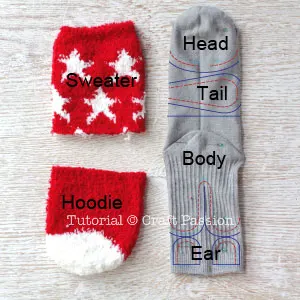 Head
Sweater
Tail
Body
Hoodie
Tutorial © Craft Passion
Ear